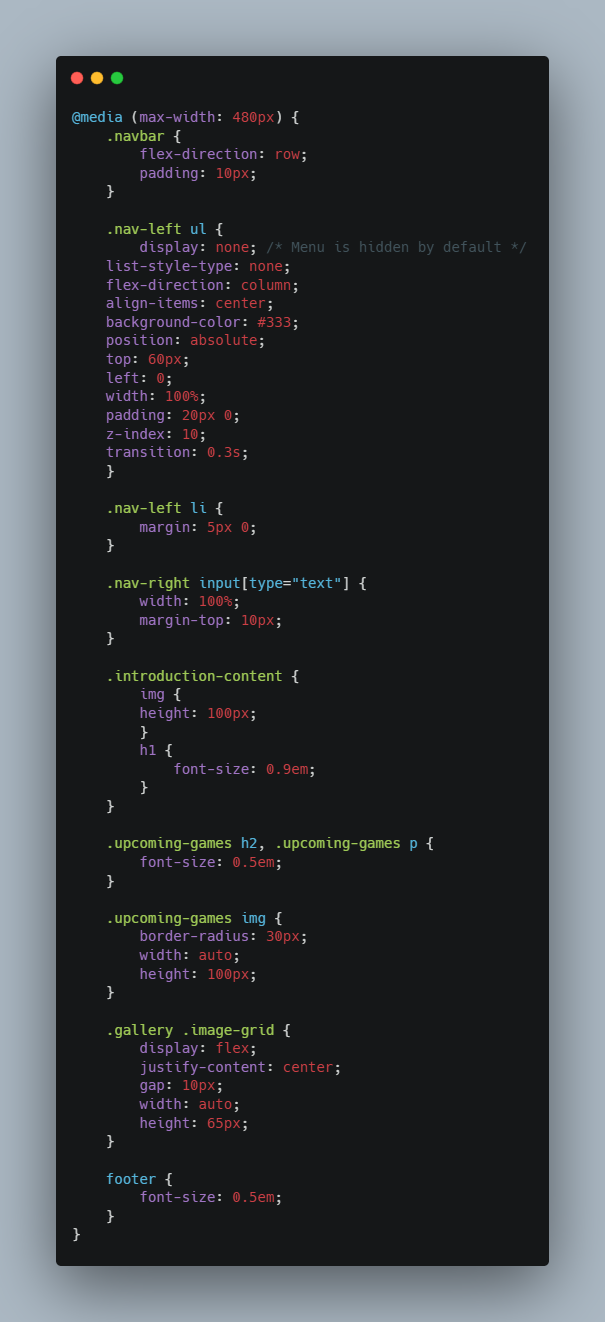 @media (max-width: 480px) {
    .navbar {
        flex-direction: row;
        padding: 10px;
    }

    .nav-left ul {
        display: none; /* Menu is hidden by default */
    list-style-type: none;
    flex-direction: column;
    align-items: center;
    background-color: #333;
    position: absolute;
    top: 60px;
    left: 0;
    width: 100%;
    padding: 20px 0;
    z-index: 10;
    transition: 0.3s;
    }

    .nav-left li {
        margin: 5px 0;
    }

    .nav-right input[type="text"] {
        width: 100%;
        margin-top: 10px;
    }

    .introduction-content {
        img {
        height: 100px;
        }
        h1 {
            font-size: 0.9em;
        }
    }

    .upcoming-games h2, .upcoming-games p {
        font-size: 0.5em;
    }

    .upcoming-games img {
        border-radius: 30px;
        width: auto;
        height: 100px;
    }

    .gallery .image-grid {
        display: flex;
        justify-content: center;
        gap: 10px;
        width: auto;
        height: 65px;
    }

    footer {
        font-size: 0.5em;
    }
}